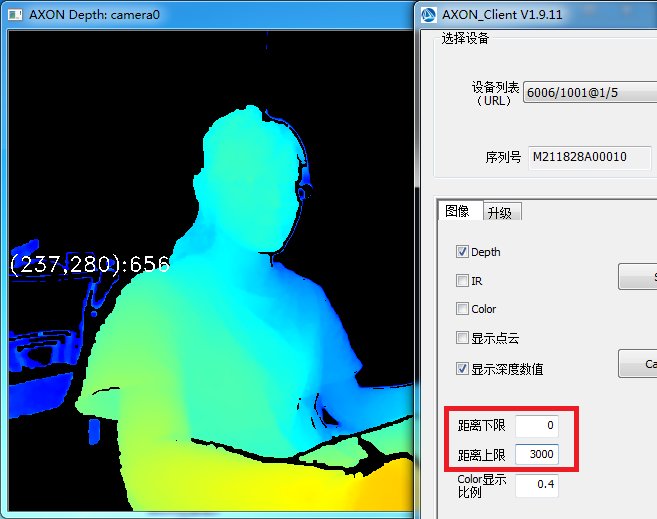 AXON Depth: camera0
(237,280):656
AXON_Client V1.9.11
选择设备
设备列表
（URL）
6006/1001@1/5
序列号
M211828A00010
图像
升级
Depth
IR
Color
显示点云
显示深度数值
Ca
距离下限
0
距离上限
3000
Color显示
比例
0.4